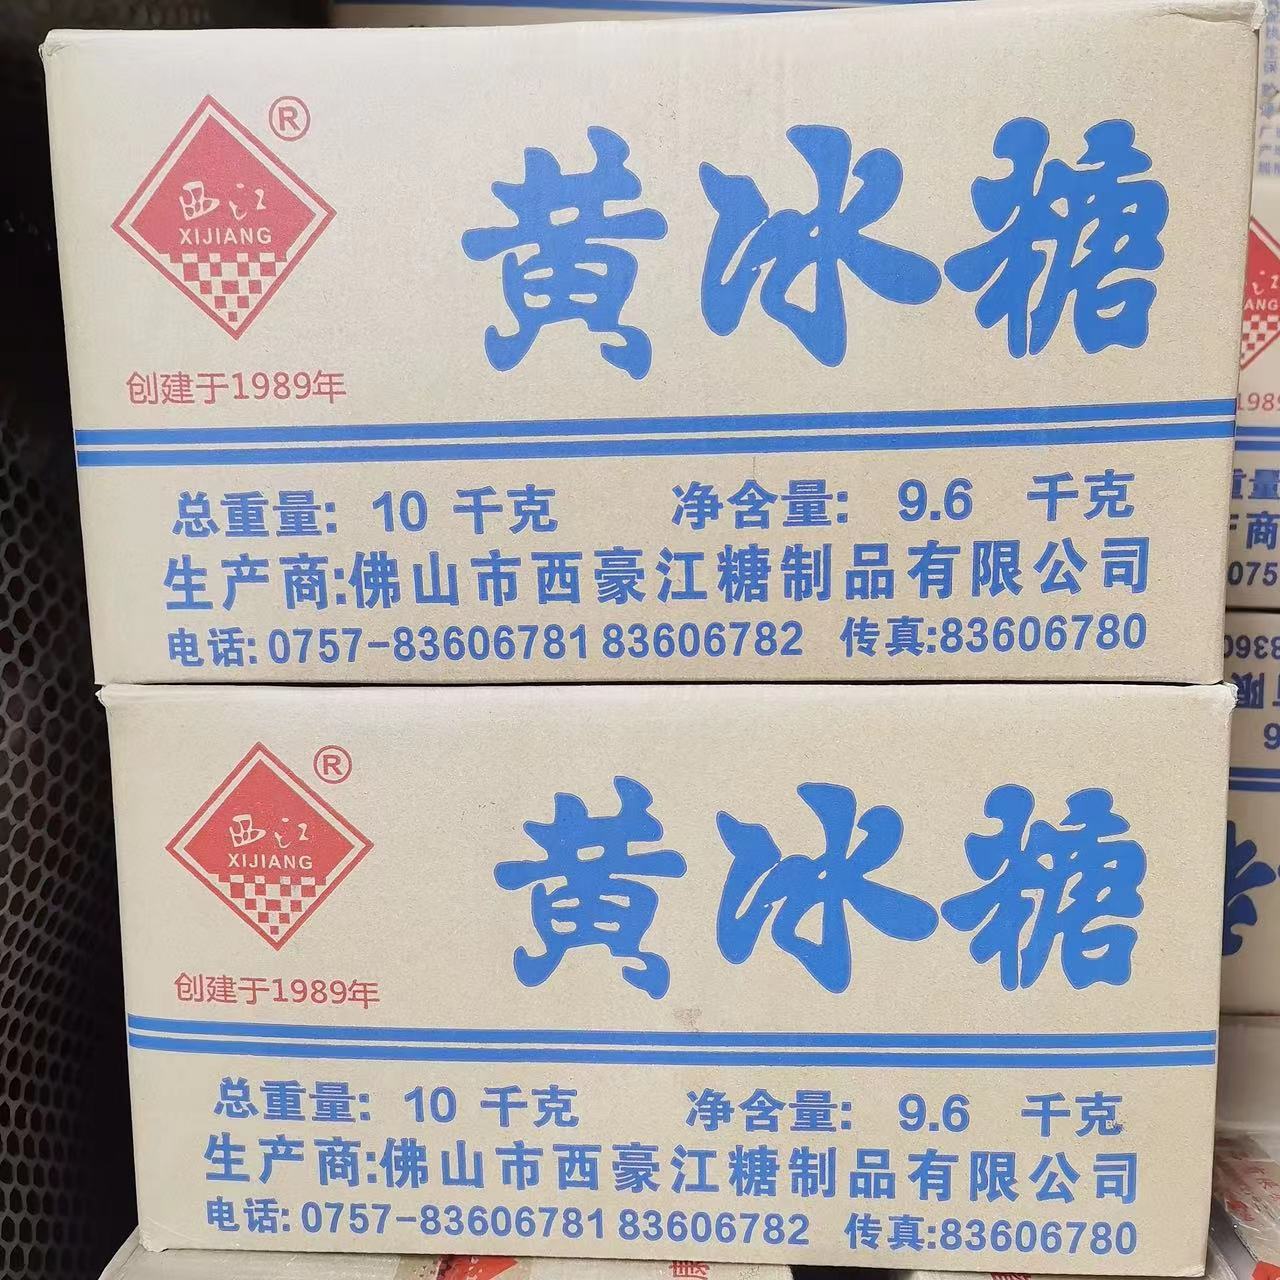 西江
XIJIANG
®
创建于1989年
黄冰糖
总重量: 10 千克 净含量: 9.6 千克
生产商:佛山市西豪江糖制品有限公司
电话: 0757-83606781 83606782 传真:83606780
西江
XIJIANG
®
创建于1989年
黄冰糖
总重量: 10 千克 净含量: 9.6 千克
生产商:佛山市西豪江糖制品有限公司
电话: 0757-83606781 83606782 传真:83606780